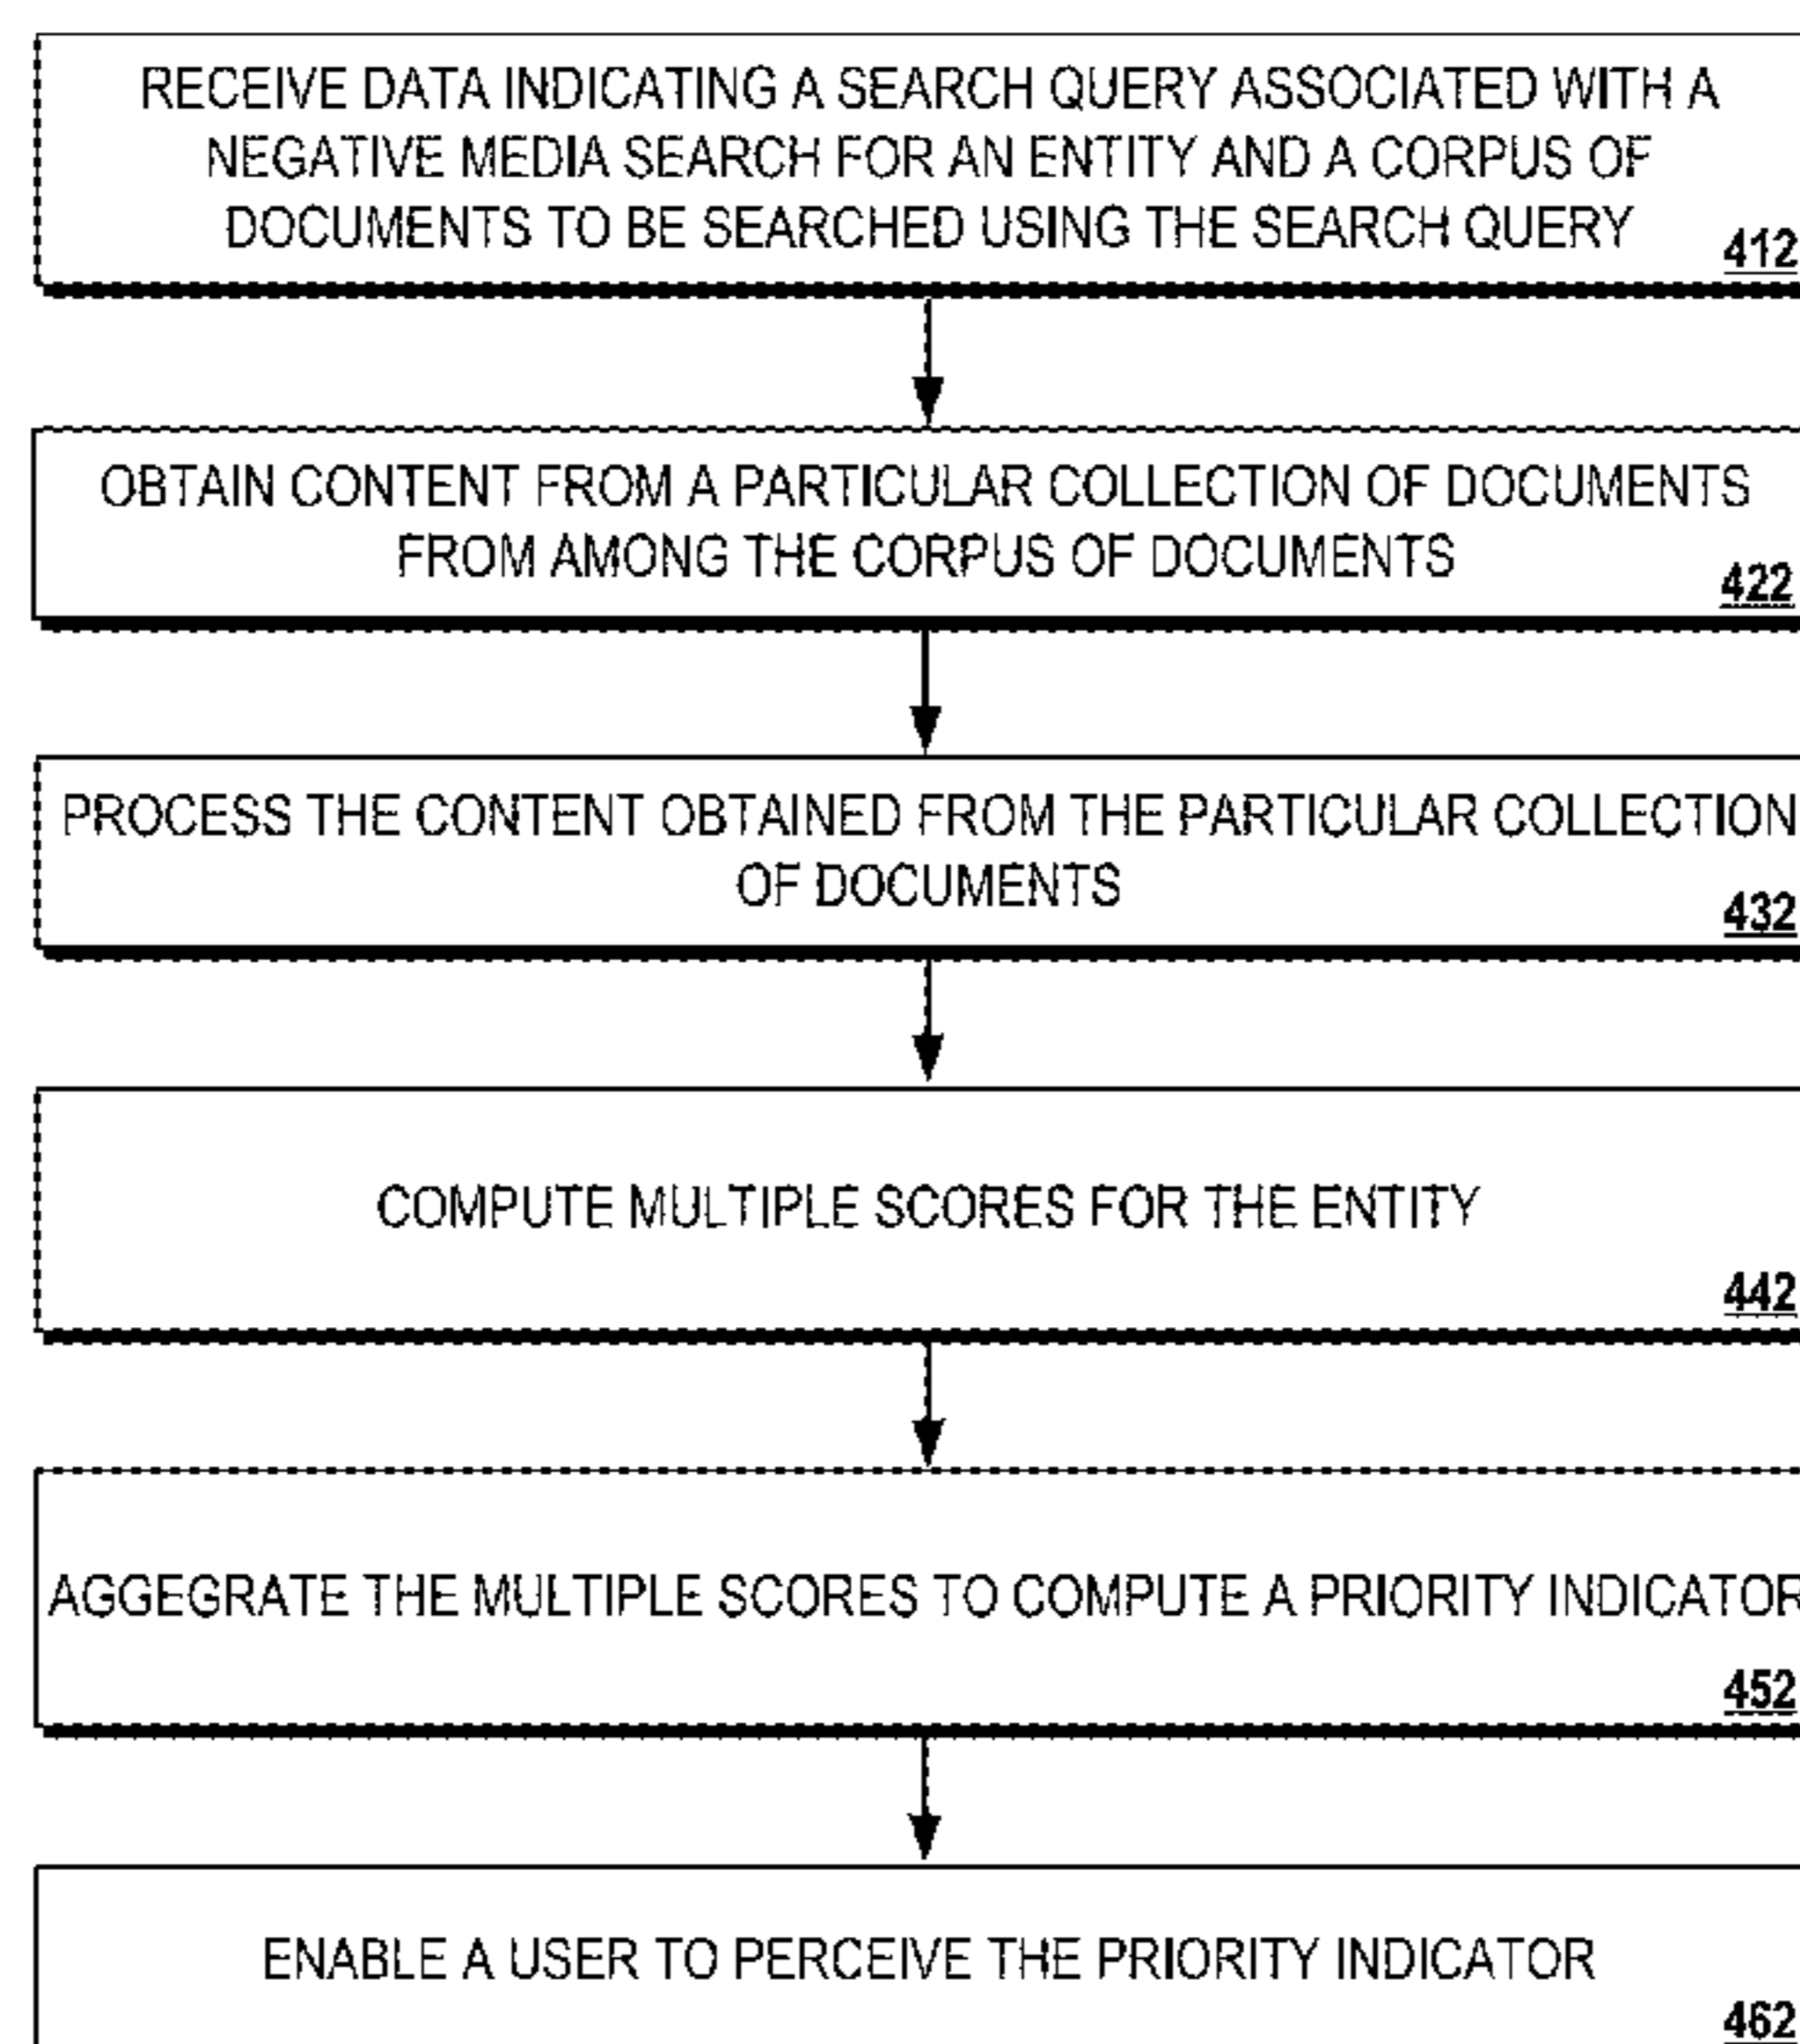 RECEIVE DATA INDICATING A SEARCH QUERY ASSOCIATED WITH A
NEGATIVE MEDIA SEARCH FOR AN ENTITY AND A CORPUS OF
DOCUMENTS TO BE SEARCHED USING THE SEARCH QUERY
412
OBTAIN CONTENT FROM A PARTICULAR COLLECTION OF DOCUMENTS
FROM AMONG THE CORPUS OF DOCUMENTS
422
PROCESS THE CONTENT OBTAINED FROM THE PARTICULAR COLLECTION
OF DOCUMENTS
432
COMPUTE MULTIPLE SCORES FOR THE ENTITY
442
AGGEGRATE THE MULTIPLE SCORES TO COMPUTE A PRIORITY INDICATOR
452
ENABLE A USER TO PERCEIVE THE PRIORITY INDICATOR
462